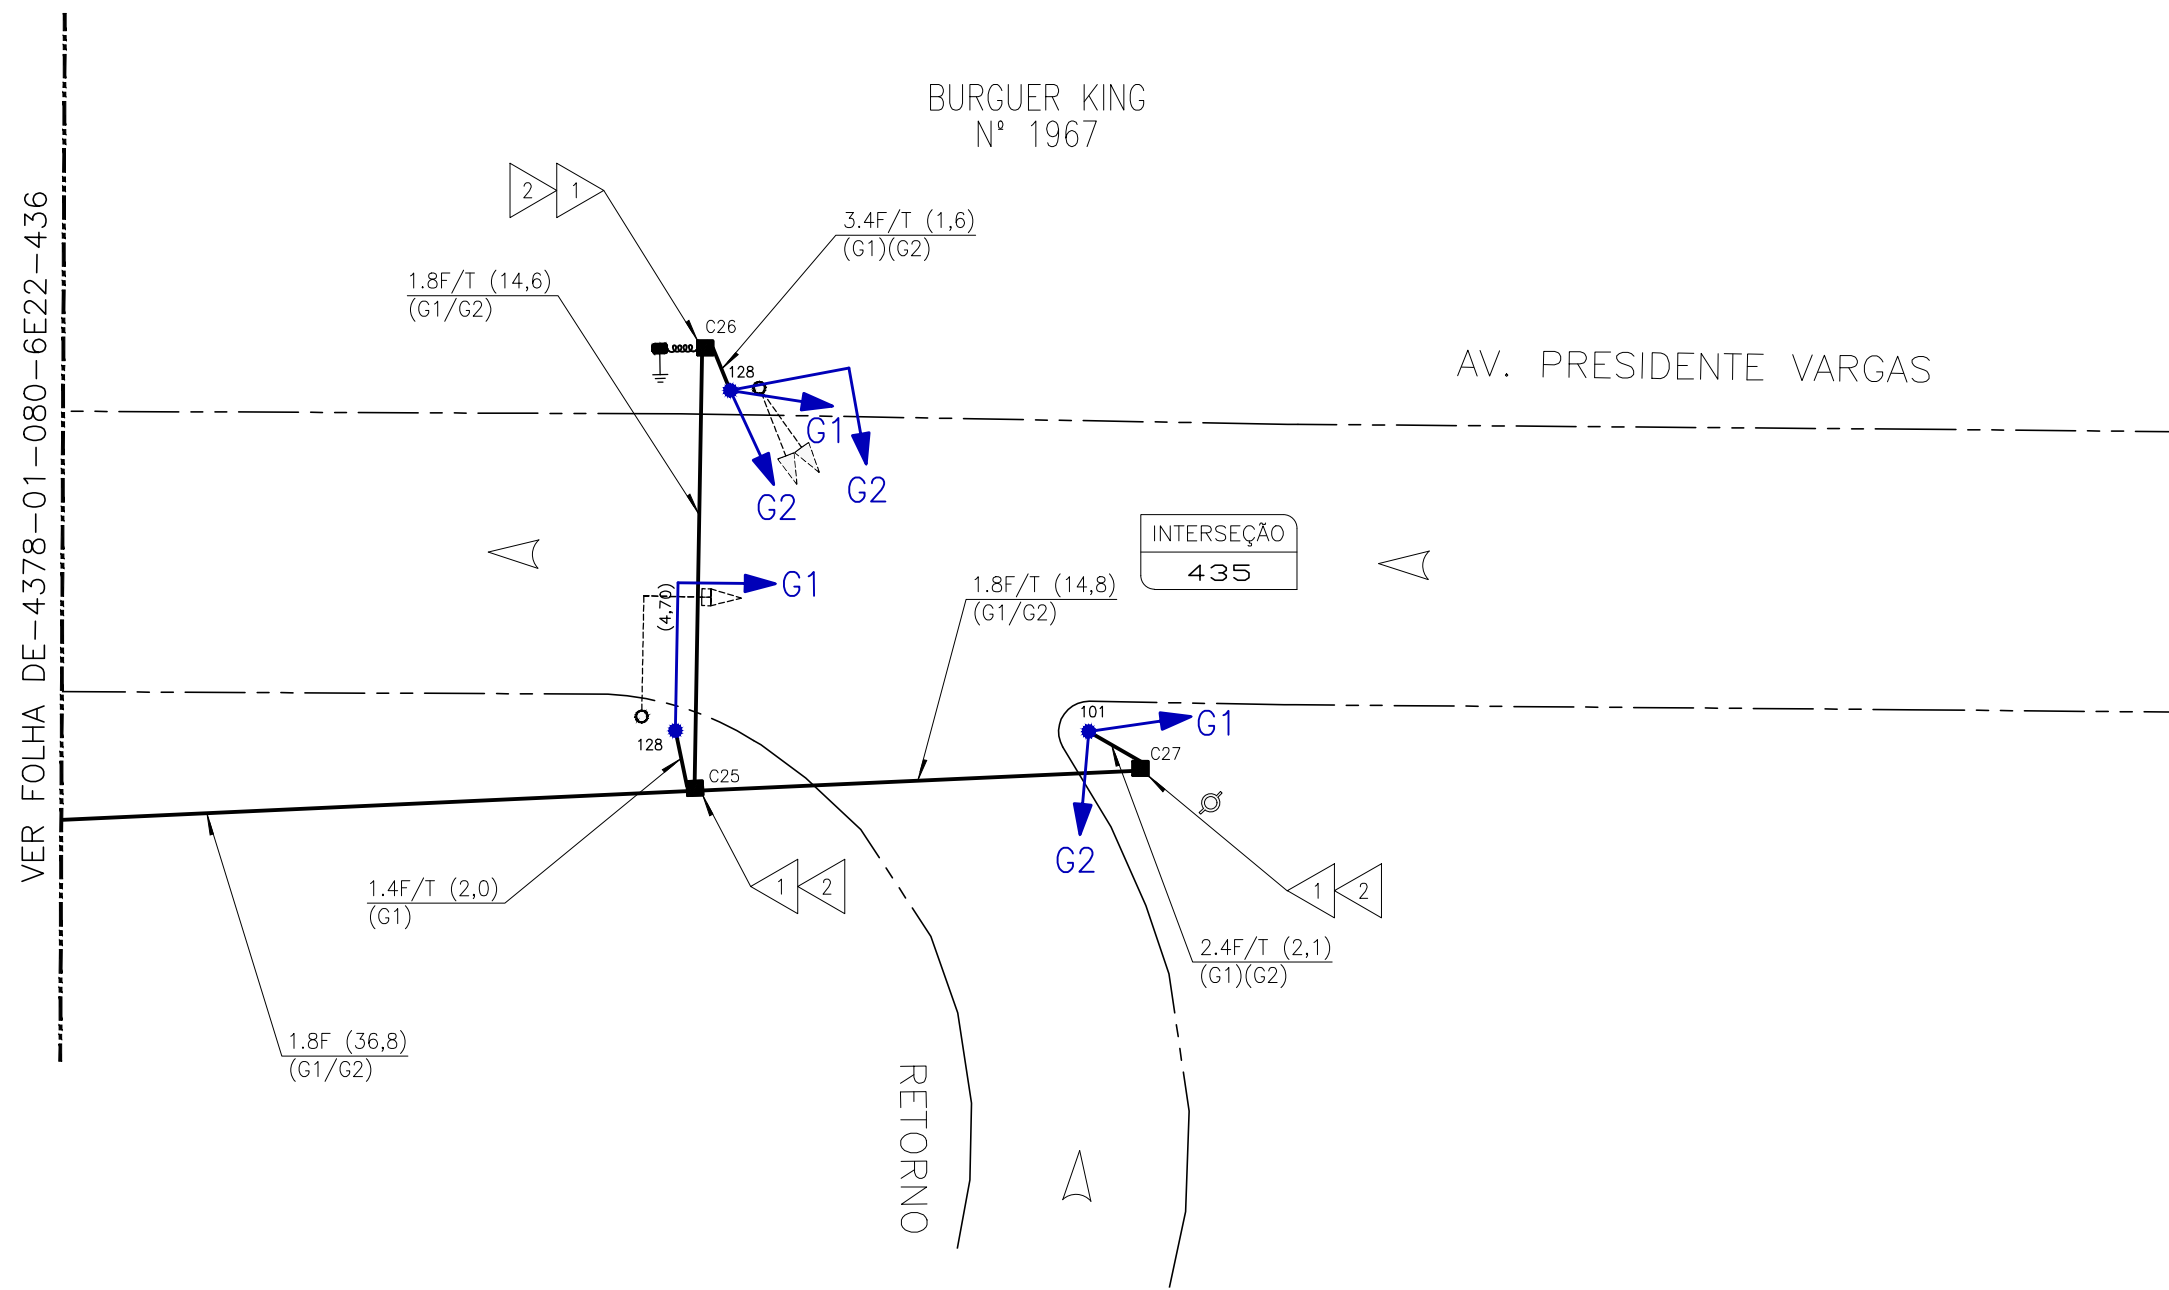 BURGUER KING
Nº 1967
2
1
3.4F/T (1,6)
(G1)(G2)
1.8F/T (14,6)
(G1/G2)
C26
128
AV. PRESIDENTE VARGAS
G1
G2
G2
VER FOLHA DE-4378-01-080-6E22-436
INTERSEÇÃO
435
G1
(4,70)
1.8F/T (14,8)
(G1/G2)
101
G1
128
C27
C25
G2
1.4F/T (2,0)
(G1)
1
2
1
2
2.4F/T (2,1)
(G1)(G2)
1.8F (36,8)
(G1/G2)
RETORNO